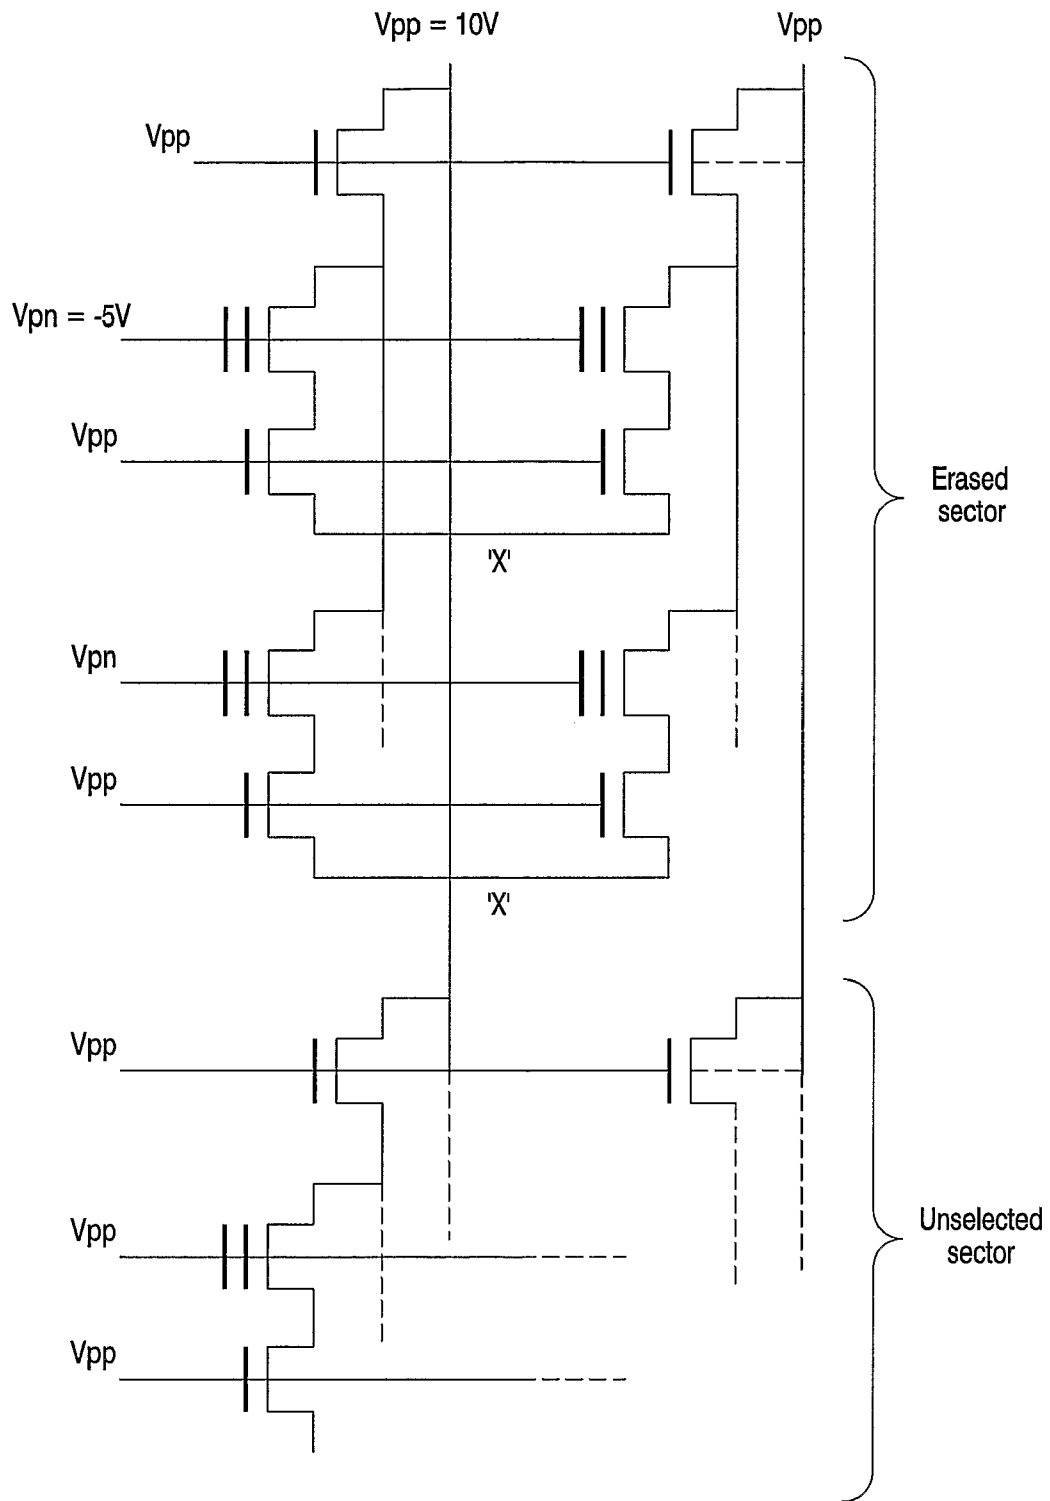 Vpp = 10V
Vpp
Vpp
Vpn = -5V
Vpp
Erased
sector
'X'
Vpn
Vpp
'X'
Vpp
Unselected
sector
Vpp
Vpp